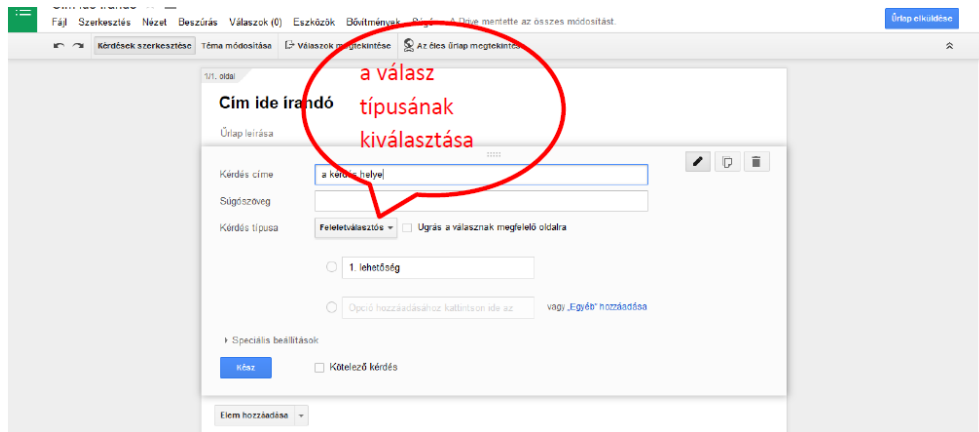 Fájl Szerkesztés Nézet Beszúrás Válaszok (0) Eszközök Bővítmények A Drive mentette az összes módosítást.
Űrlap elküldése
Kérdések szerkesztése Téma módosítása Válaszok megtekintése Az éles űrlap megtekintése
1/1. oldal
a válasz
típusának
kiválasztása
Cím ide írandó
Űrlap leírása
Kérdés címe a kérdés helye
Súgószöveg
Kérdés típusa Feleletválasztós Ugrás a válasznak megfelelő oldalra
1. lehetőség
Opció hozzáadásához kattintson ide az vagy „Egyéb” hozzáadása
Speciális beállítások
Kész Kötelező kérdés
Elem hozzáadása